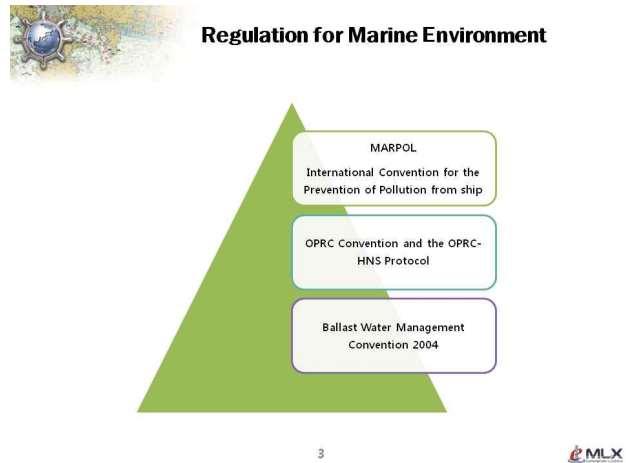 Regulation for Marine Environment
MARPOL
International Convention for the
Prevention of Pollution from ship
OPRC Convention and the OPRC-
HNS Protocol
Ballast Water Management
Convention 2004
3
MLX